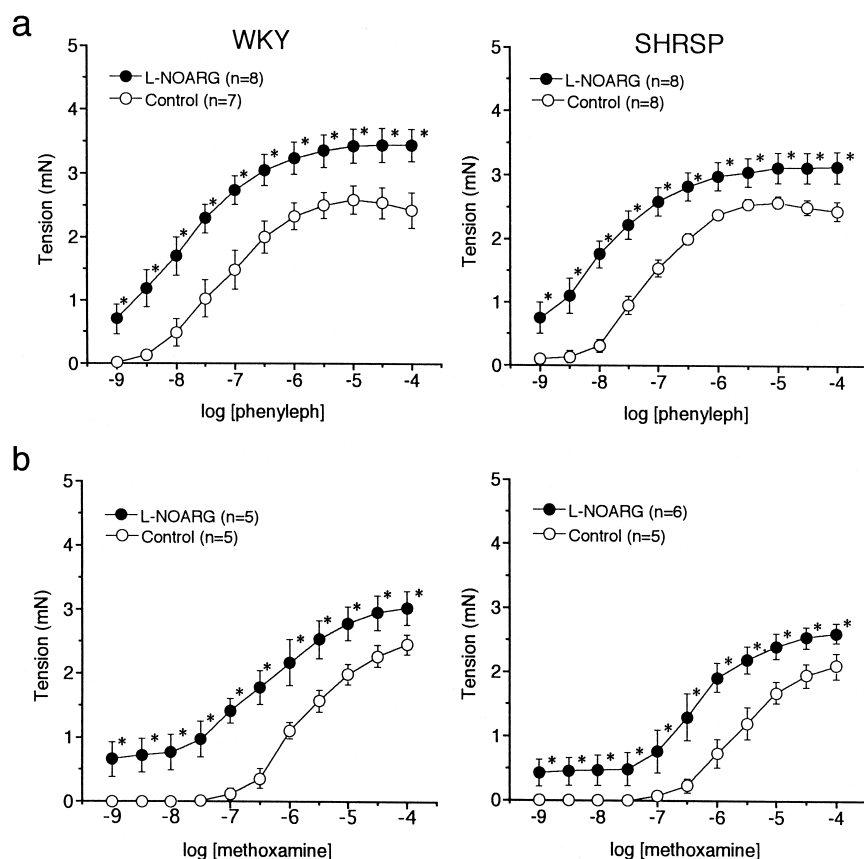 a
WKY
SHRSP
5
4
3
2
1
0
Tension (mN)
L-NOARG (n=8)
Control (n=7)
* * * * * * * * * * *
-9 -8 -7 -6 -5 -4
log [phenyleph]
5
4
3
2
1
0
Tension (mN)
L-NOARG (n=8)
Control (n=8)
* * * * * * * * * * *
-9 -8 -7 -6 -5 -4
log [phenyleph]
b
5
4
3
2
1
0
Tension (mN)
L-NOARG (n=5)
Control (n=5)
* * * * * * * * * * *
-9 -8 -7 -6 -5 -4
log [methoxamine]
5
4
3
2
1
0
Tension (mN)
L-NOARG (n=6)
Control (n=5)
* * * * * * * * * * *
-9 -8 -7 -6 -5 -4
log [methoxamine]